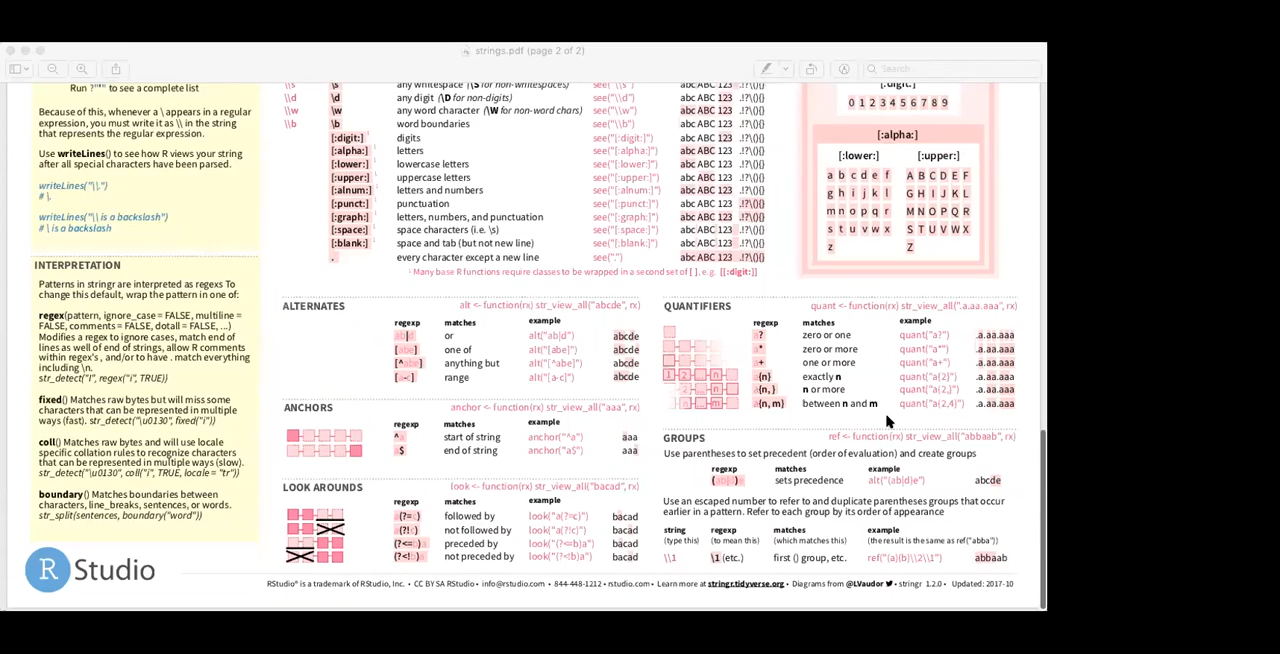 strings.pdf (page 2 of 2)
Search
to see a complete list
Because of this, whenever a \ appears in a regular
expression, you must write it as \\ in the string
that represents the regular expression.
Use writeLines() to see how R views your string
after all special characters have been parsed.
writeLines("\\.")
# \.
writeLines("\\ is a backslash")
# \ is a backslash
INTERPRETATION
Patterns in stringr are interpreted as regexs To
change this default, wrap the pattern in one of:
regex(pattern, ignore_case = FALSE, multiline =
FALSE, comments = FALSE, dotall = FALSE, ...)
Modifies a regex to ignore cases, match end of
lines as well of end of strings, allow R comments
within regex's , and/or to have . match everything
including \n.
str_detect("I", regex("i", TRUE))
fixed() Matches raw bytes but will miss some
characters that can be represented in multiple
ways (fast). str_detect("\u0130", fixed("i"))
coll() Matches raw bytes and will use locale
specific collation rules to recognize characters
that can be represented in multiple ways (slow).
str_detect("\u0130", coll("i", TRUE, locale = "tr"))
boundary() Matches boundaries between
characters, line_breaks, sentences, or words.
str_split(sentences, boundary("word"))
\\s \s any whitespace (\S for non-whitespaces) see("\\s") abc ABC 123 .!?\(){}
\\d \d any digit (\D for non-digits) see("\\d") abc ABC 123 .!?\(){}
\\w \w any word character (\W for non-word chars) see("\\w") abc ABC 123 .!?\(){}
\\b \b word boundaries see("\\b") abc ABC 123 .!?\(){}
[:digit:] 1 digits see("[:digit:]") abc ABC 123 .!?\(){}
[:alpha:] 1 letters see("[:alpha:]") abc ABC 123 .!?\(){}
[:lower:] 1 lowercase letters see("[:lower:]") abc ABC 123 .!?\(){}
[:upper:] 1 uppercase letters see("[:upper:]") abc ABC 123 .!?\(){}
[:alnum:] 1 letters and numbers see("[:alnum:]") abc ABC 123 .!?\(){}
[:punct:] 1 punctuation see("[:punct:]") abc ABC 123 .!?\(){}
[:graph:] 1 letters, numbers, and punctuation see("[:graph:]") abc ABC 123 .!?\(){}
[:space:] 1 space characters (i.e. \s) see("[:space:]") abc ABC 123 .!?\(){}
[:blank:] 1 space and tab (but not new line) see("[:blank:]") abc ABC 123 .!?\(){}
. every character except a new line see(".") abc ABC 123 .!?\(){}
1 Many base R functions require classes to be wrapped in a second set of [ ], e.g. [[:digit:]]
[:digit:]
0 1 2 3 4 5 6 7 8 9
[:alpha:]
[:lower:] [:upper:]
a b c d e f A B C D E F
g h i j k l G H I J K L
m n o p q r M N O P Q R
s t u v w x S T U V W X
z Z
ALTERNATES alt <- function(rx) str_view_all("abcde", rx)
regexp matches example
ab|d or alt("ab|d") abcde
[abe] one of alt("[abe]") abcde
[^abe] anything but alt("[^abe]") abcde
[a-c] range alt("[a-c]") abcde
ANCHORS anchor <- function(rx) str_view_all("aaa", rx)
regexp matches example
^a start of string anchor("^a") aaa
a$ end of string anchor("a$") aaa
LOOK AROUNDS look <- function(rx) str_view_all("bacad", rx)
regexp matches example
a(?=c) followed by look("a(?=c)") bacad
a(?!c) not followed by look("a(?!c)") bacad
(?<=b)a preceded by look("(?<=b)a") bacad
(?<!b)a not preceded by look("(?<!b)a") bacad
QUANTIFIERS quant <- function(rx) str_view_all(".a.aa.aaa", rx)
regexp matches example
a? zero or one quant("a?") .a.aa.aaa
a* zero or more quant("a*") .a.aa.aaa
a+ one or more quant("a+") .a.aa.aaa
1 2 ... n a{n} exactly n quant("a{2}") .a.aa.aaa
1 2 ... n a{n, } n or more quant("a{2,}") .a.aa.aaa
n ... m a{n, m} between n and m quant("a{2,4}") .a.aa.aaa
GROUPS ref <- function(rx) str_view_all("abbaab", rx)
Use parentheses to set precedent (order of evaluation) and create groups
regexp matches example
(ab|d)e sets precedence alt("(ab|d)e") abcde
Use an escaped number to refer to and duplicate parentheses groups that occur
earlier in a pattern. Refer to each group by its order of appearance
string regexp matches example
(type this) (to mean this) (which matches this) (the result is the same as ref("abba"))
\\1 \1 (etc.) first () group, etc. ref("(a)(b)\\2\\1") abbaab
R Studio
RStudio® is a trademark of RStudio, Inc. • CC BY SA RStudio • info@rstudio.com • 844-448-1212 • rstudio.com • Learn more at stringr.tidyverse.org • Diagrams from @LVaudor • stringr 1.2.0 • Updated: 2017-10